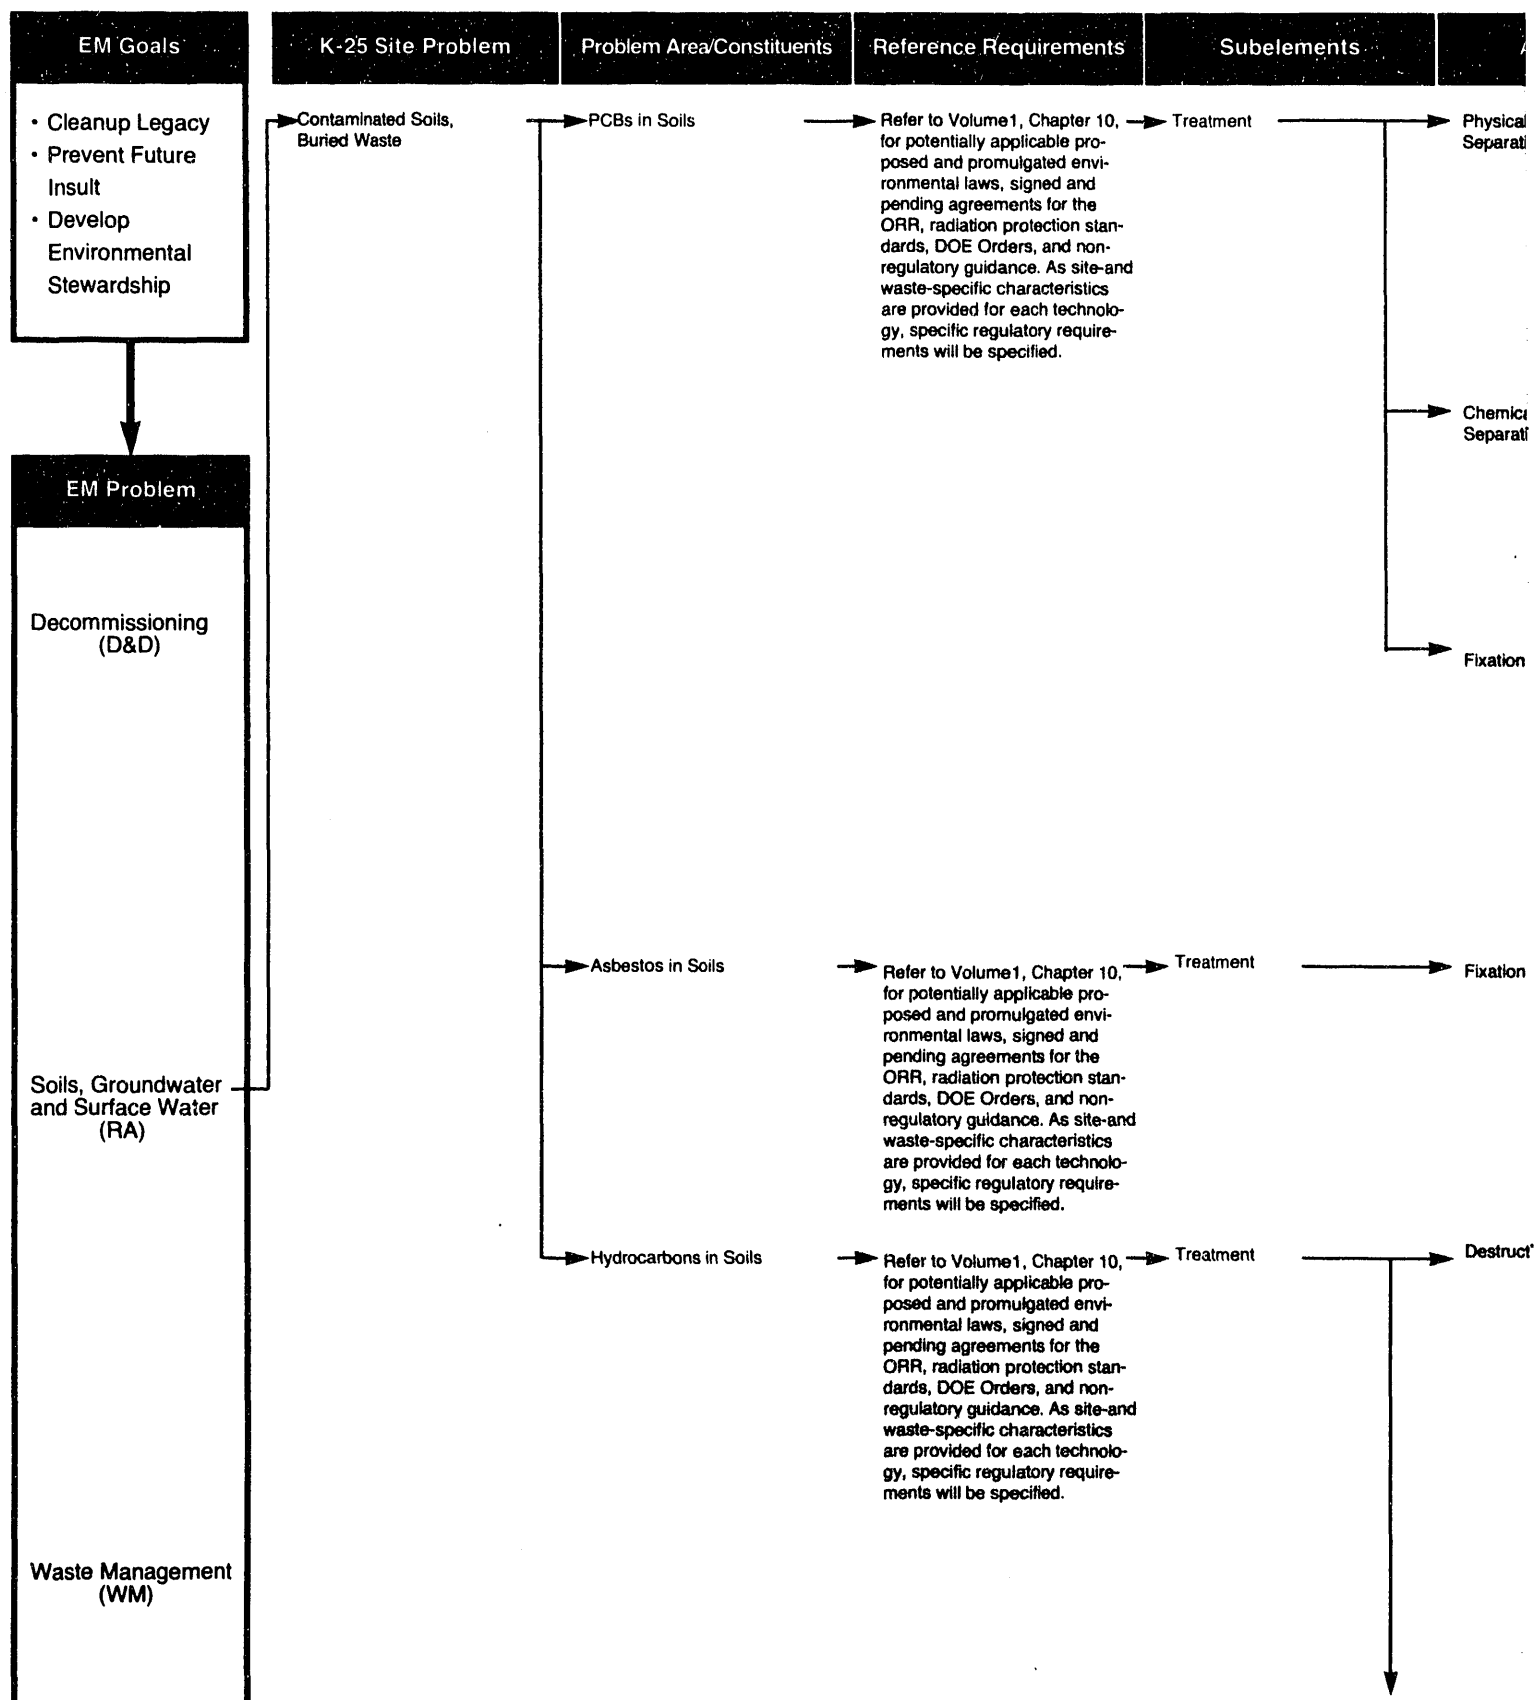 EM Goals
• Cleanup Legacy
• Prevent Future
Insult
• Develop
Environmental
Stewardship
EM Problem
Decommissioning
(D&D)
Soils, Groundwater
and Surface Water
(RA)
Waste Management
(WM)
K-25 Site Problem
Contaminated Soils,
Buried Waste
Problem Area/Constituents
PCBs in Soils
Asbestos in Soils
Hydrocarbons in Soils
Reference Requirements
Refer to Volume1, Chapter 10,
for potentially applicable pro-
posed and promulgated envi-
ronmental laws, signed and
pending agreements for the
ORR, radiation protection stan-
dards, DOE Orders, and non-
regulatory guidance. As site-and
waste-specific characteristics
are provided for each technolo-
gy, specific regulatory require-
ments will be specified.
Refer to Volume1, Chapter 10,
for potentially applicable pro-
posed and promulgated envi-
ronmental laws, signed and
pending agreements for the
ORR, radiation protection stan-
dards, DOE Orders, and non-
regulatory guidance. As site-and
waste-specific characteristics
are provided for each technolo-
gy, specific regulatory require-
ments will be specified.
Refer to Volume1, Chapter 10,
for potentially applicable pro-
posed and promulgated envi-
ronmental laws, signed and
pending agreements for the
ORR, radiation protection stan-
dards, DOE Orders, and non-
regulatory guidance. As site-and
waste-specific characteristics
are provided for each technolo-
gy, specific regulatory require-
ments will be specified.
Subelements
Treatment
Treatment
Treatment
Physical
Separati
Chemic
Separati
Fixation
Fixation
Destruct